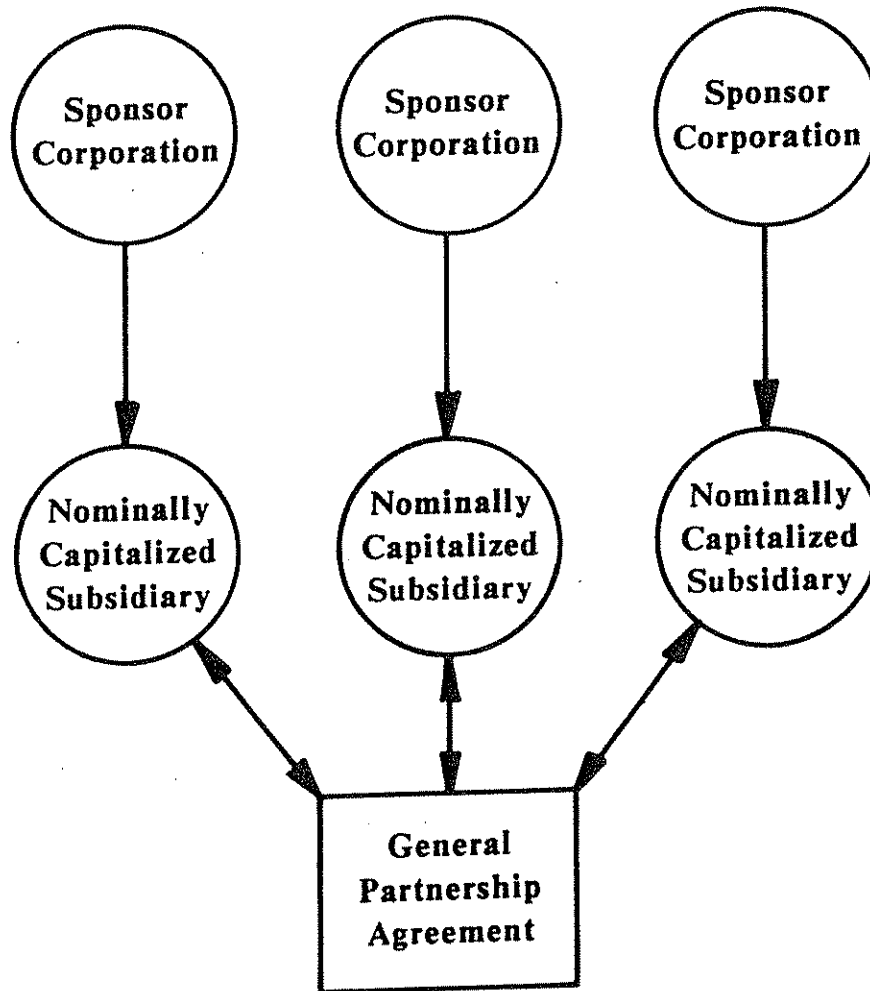 Sponsor
Corporation
Sponsor
Corporation
Sponsor
Corporation
Nominally
Capitalized
Subsidiary
Nominally
Capitalized
Subsidiary
Nominally
Capitalized
Subsidiary
General
Partnership
Agreement